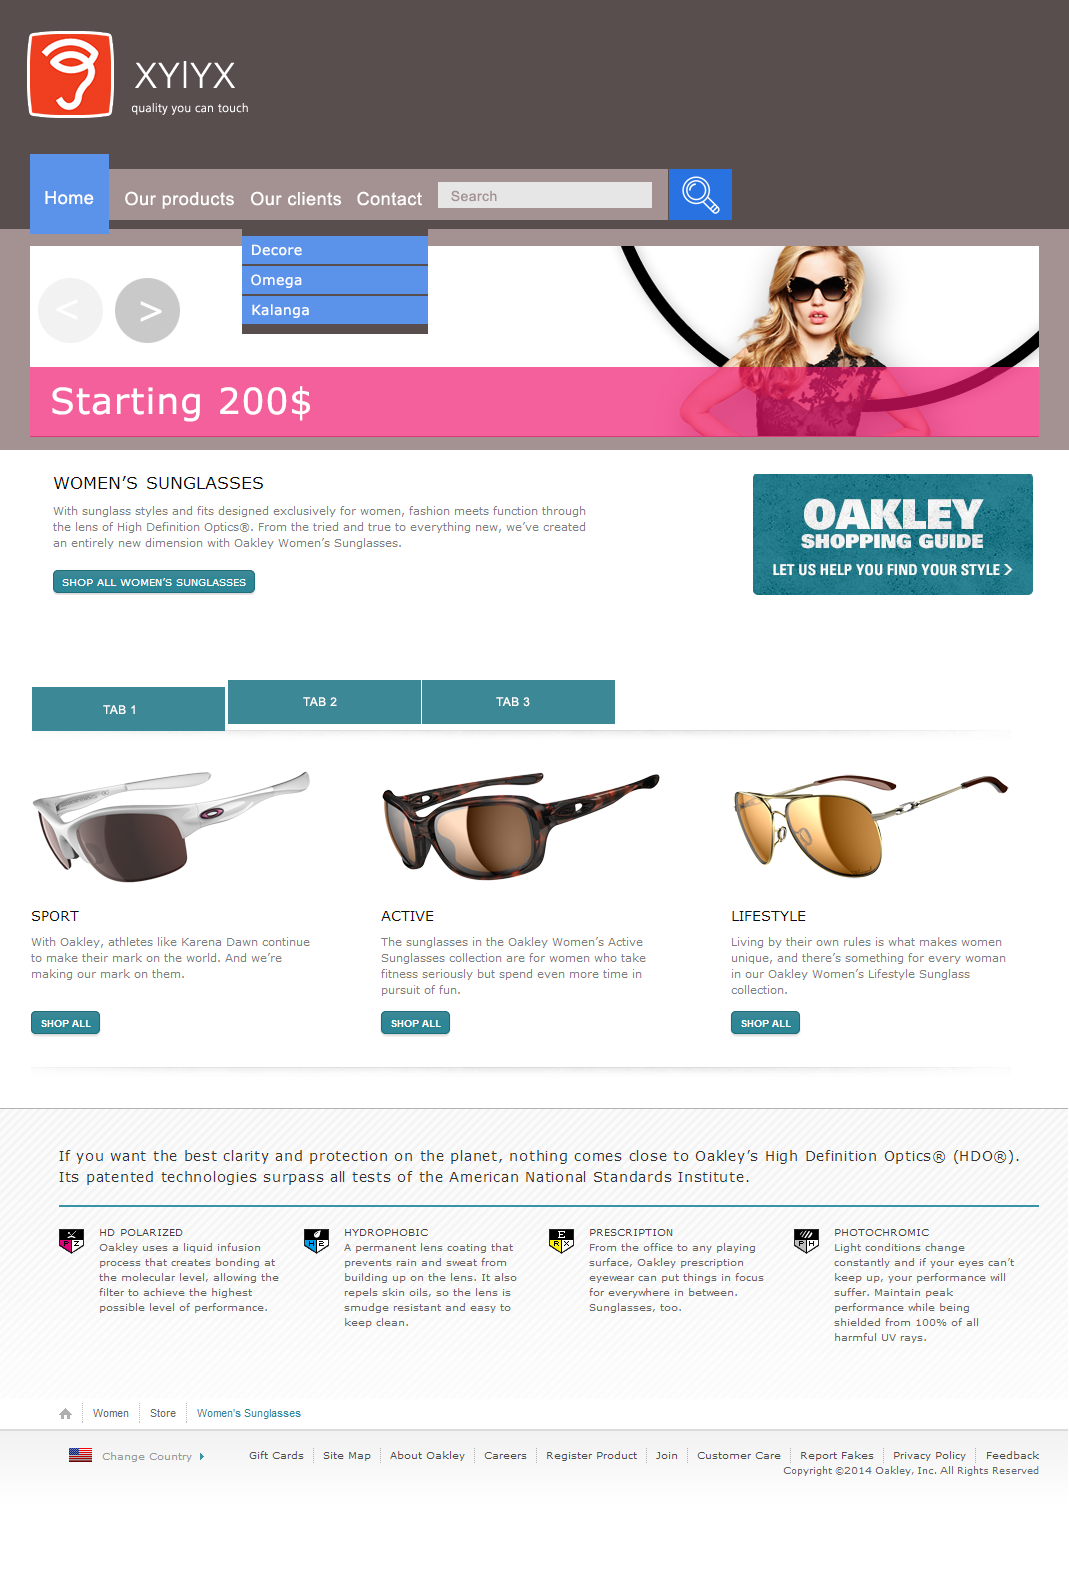 XYIYX
quality you can touch
Home
Our products
Our clients
Contact
Search
Decore
Omega
Kalanga
< >
Starting 200$
WOMEN'S SUNGLASSES
With sunglass styles and fits designed exclusively for women, fashion meets function through
the lens of High Definition Optics®. From the tried and true to everything new, we've created
an entirely new dimension with Oakley Women's Sunglasses.
SHOP ALL WOMEN'S SUNGLASSES
OAKLEY
SHOPPING GUIDE
LET US HELP YOU FIND YOUR STYLE >
TAB 1
TAB 2
TAB 3
SPORT
With Oakley, athletes like Karena Dawn continue
to make their mark on the world. And we're
making our mark on them.
SHOP ALL
ACTIVE
The sunglasses in the Oakley Women's Active
Sunglasses collection are for women who take
fitness seriously but spend even more time in
pursuit of fun.
SHOP ALL
LIFESTYLE
Living by their own rules is what makes women
unique, and there's something for every woman
in our Oakley Women's Lifestyle Sunglass
collection.
SHOP ALL
If you want the best clarity and protection on the planet, nothing comes close to Oakley's High Definition Optics® (HDO®).
Its patented technologies surpass all tests of the American National Standards Institute.
PZ
HD POLARIZED
Oakley uses a liquid infusion
process that creates bonding at
the molecular level, allowing the
filter to achieve the highest
possible level of performance.
H2
HYDROPHOBIC
A permanent lens coating that
prevents rain and sweat from
building up on the lens. It also
repels skin oils, so the lens is
smudge resistant and easy to
keep clean.
E
RX
PRESCRIPTION
From the office to any playing
surface, Oakley prescription
eyewear can put things in focus
for everywhere in between.
Sunglasses, too.
PH
PHOTOCHROMIC
Light conditions change
constantly and if your eyes can't
keep up, your performance will
suffer. Maintain peak
performance while being
shielded from 100% of all
harmful UV rays.
Women
Store
Women's Sunglasses
Change Country
Gift Cards
Site Map
About Oakley
Careers
Register Product
Join
Customer Care
Report Fakes
Privacy Policy
Feedback
Copyright ©2014 Oakley, Inc. All Rights Reserved